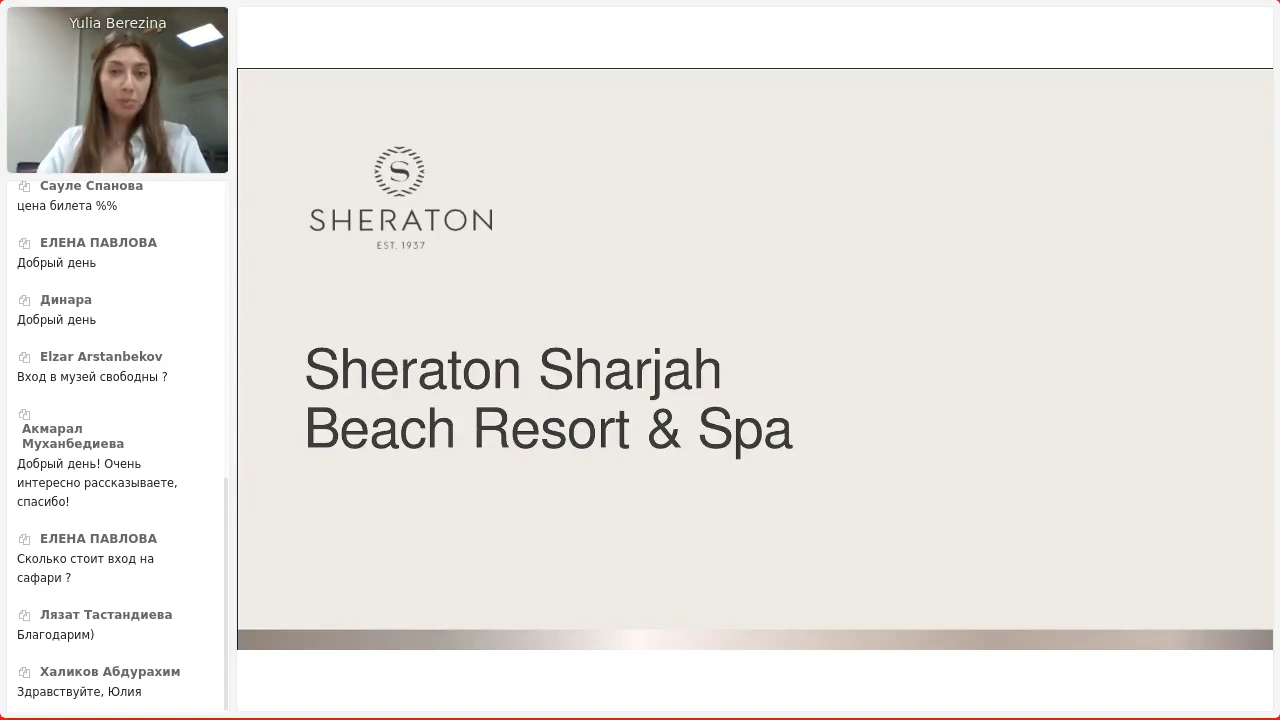 Yulia Berezina
Сауле Спанова
цена билета %%
ЕЛЕНА ПАВЛОВА
Добрый день
Динара
Добрый день
Elzar Arstanbekov
Вход в музей свободны ?
Акмарал
Муханбедиева
Добрый день! Очень
интересно рассказываете,
спасибо!
ЕЛЕНА ПАВЛОВА
Сколько стоит вход на
сафари ?
Лязат Тастандиева
Благодарим)
Халиков Абдурахим
Здравствуйте, Юлия
S
SHERATON
EST. 1937
Sheraton Sharjah
Beach Resort & Spa